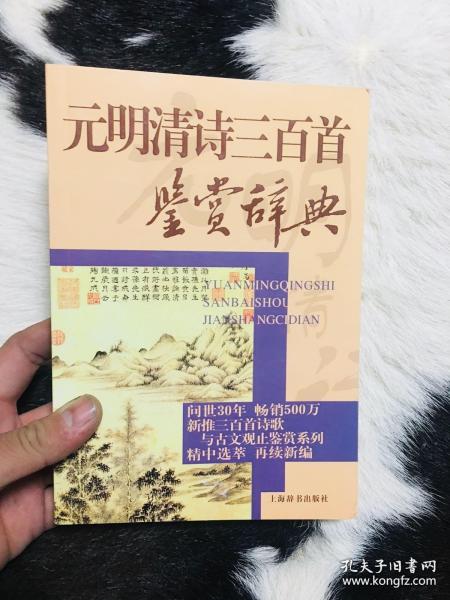 元明清诗三百首
鉴赏辞典
YUANMINGQINGSHI
SANBAISHOU
JIANSHANGCIDIAN
问世30年 畅销500万
新推三百首诗歌
与古文观止鉴赏系列
精中选萃 再续新编
上海辞书出版社
孔夫子旧书网
www.kongfz.com